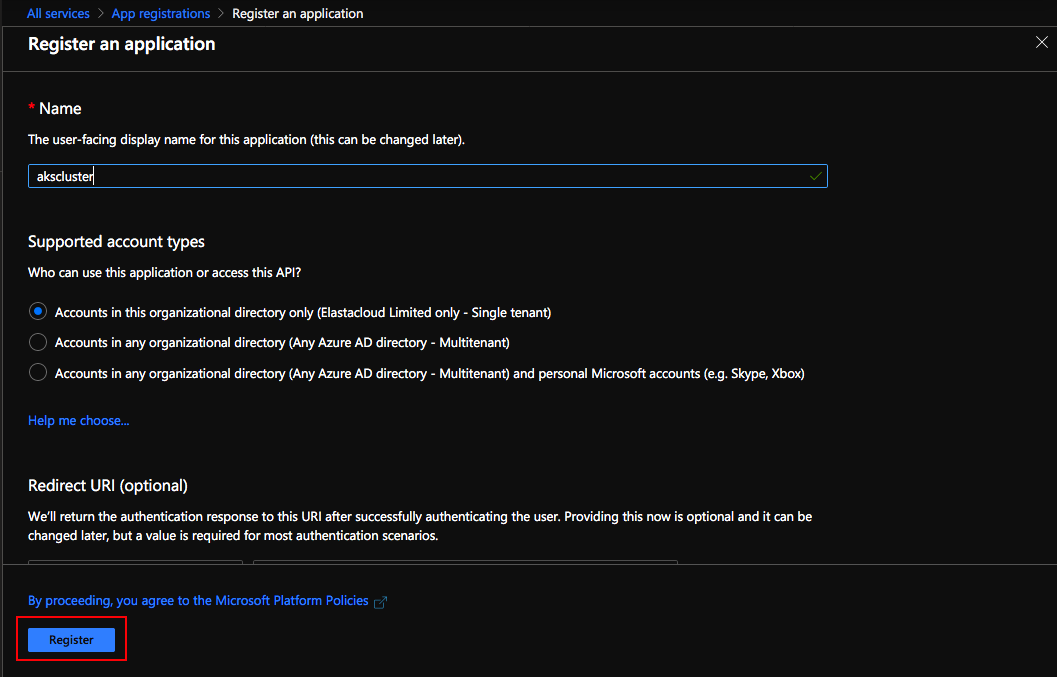 All services > App registrations > Register an application
Register an application
* Name
The user-facing display name for this application (this can be changed later).
akscluster
Supported account types
Who can use this application or access this API?
Accounts in this organizational directory only (Elastacloud Limited only - Single tenant)
Accounts in any organizational directory (Any Azure AD directory - Multitenant)
Accounts in any organizational directory (Any Azure AD directory - Multitenant) and personal Microsoft accounts (e.g. Skype, Xbox)
Help me choose...
Redirect URI (optional)
We'll return the authentication response to this URI after successfully authenticating the user. Providing this now is optional and it can be
changed later, but a value is required for most authentication scenarios.
By proceeding, you agree to the Microsoft Platform Policies
Register